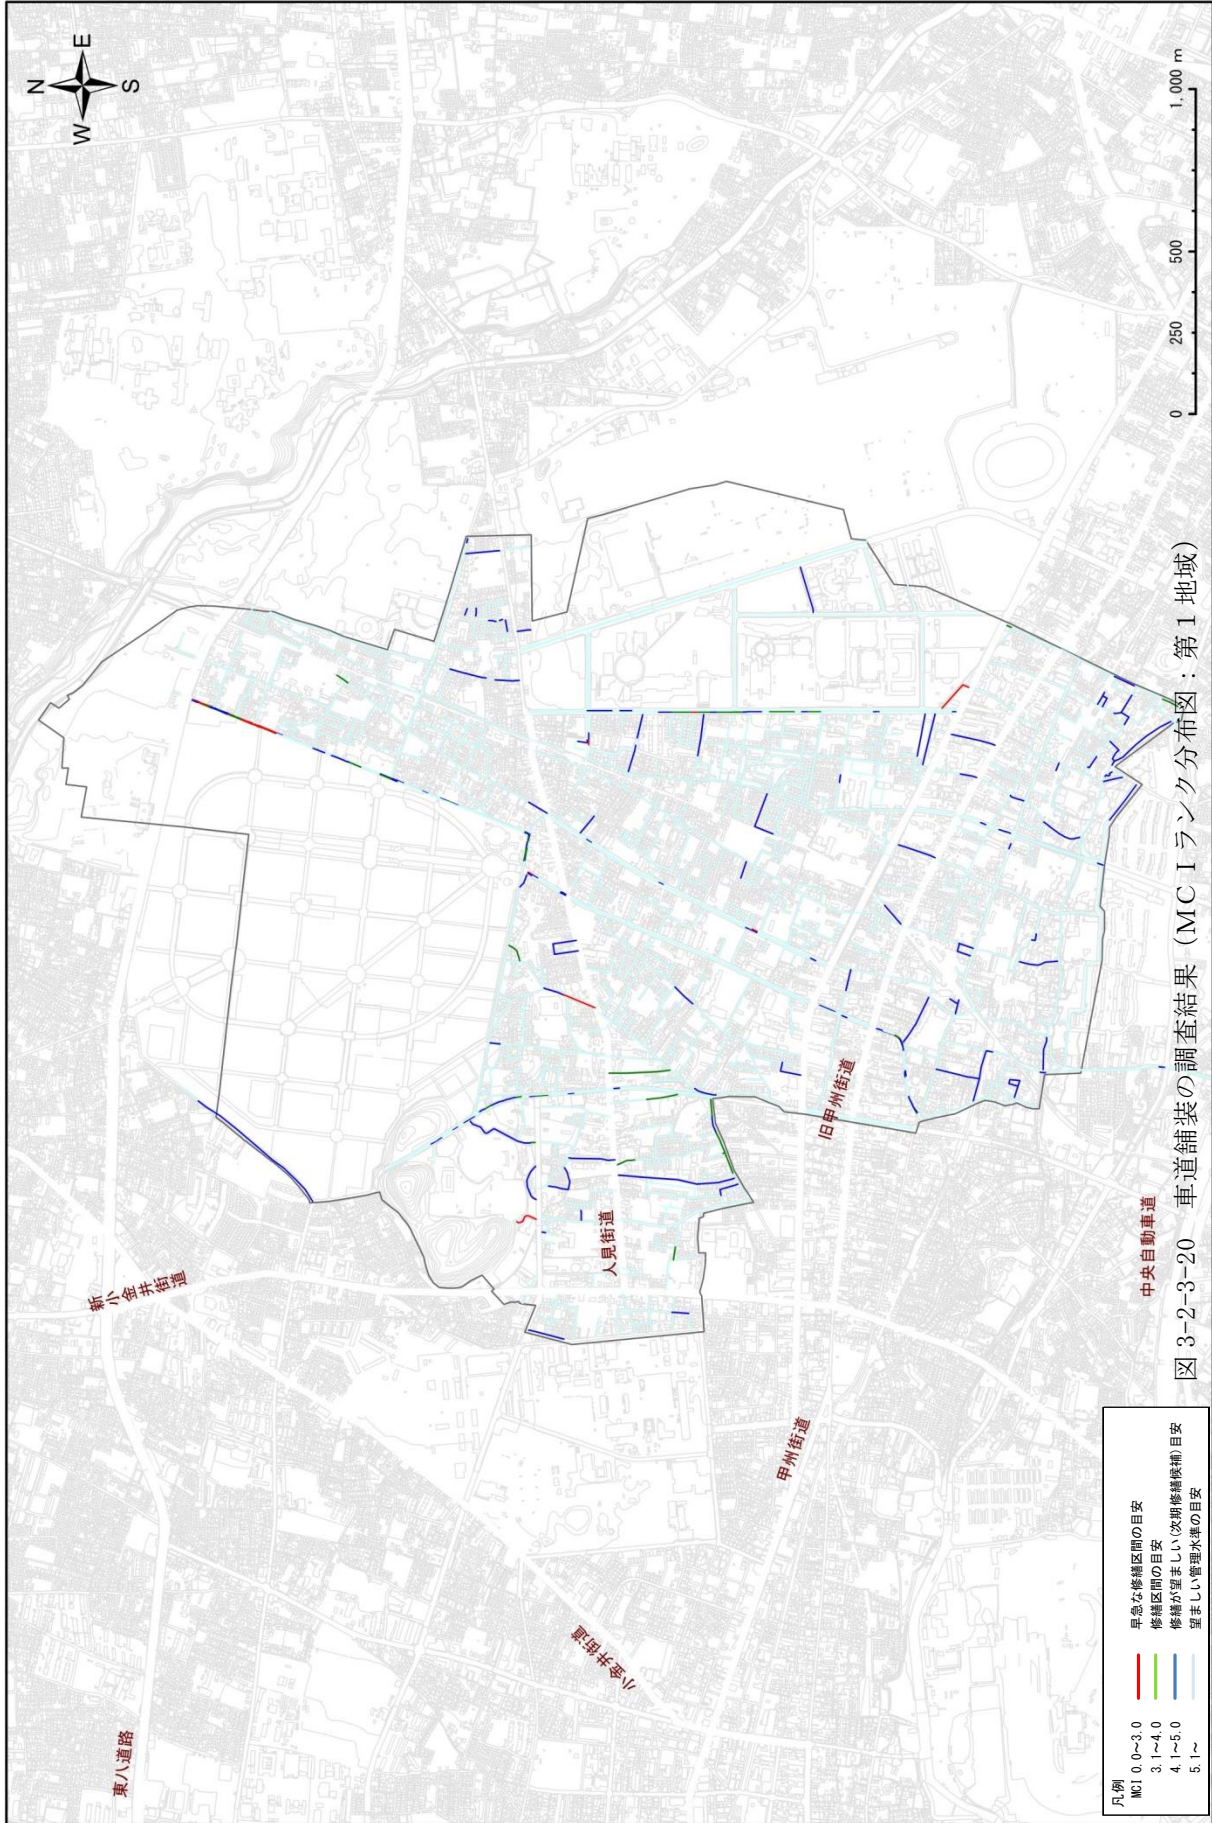 N
W E
S
東八道路
新小金井街道
人見街道
小金井街道
甲州街道
旧甲州街道
中央自動車道
0 250 500 1,000 m
凡例
MCI 0.0~3.0 早急な修繕区間の目安
3.1~4.0 修繕区間の目安
4.1~5.0 修繕が望ましい(次期修繕候補)目安
5.1~ 望ましい管理水準の目安
図 3-2-3-20 車道舗装の調査結果（MCIランク分布図：第1地域）